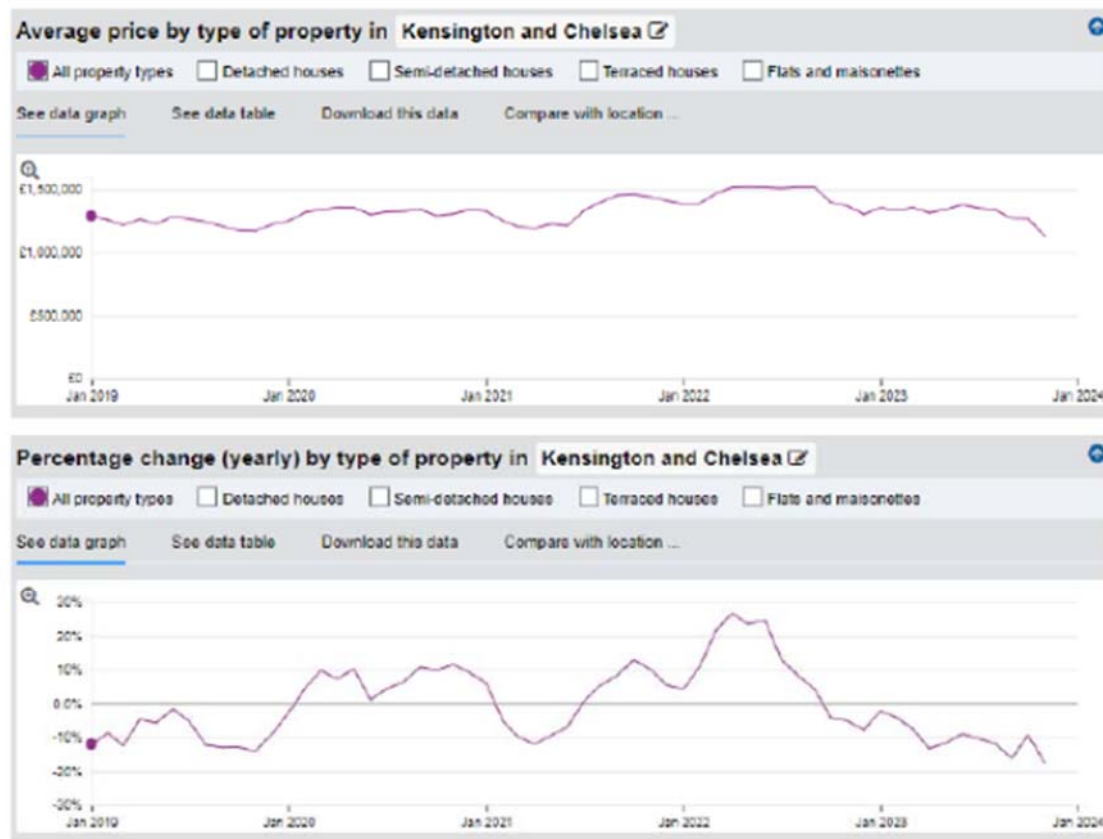 Average price by type of property in Kensington and Chelsea
All property types Detached houses Semi-detached houses Terraced houses Flats and maisonettes
See data graph See data table Download this data Compare with location ...
£1,500,000
£1,000,000
£500,000
£0
Jan 2019 Jan 2020 Jan 2021 Jan 2022 Jan 2023 Jan 2024
Percentage change (yearly) by type of property in Kensington and Chelsea
All property types Detached houses Semi-detached houses Terraced houses Flats and maisonettes
See data graph See data table Download this data Compare with location ...
30%
20%
10%
0.0%
-10%
-20%
-30%
Jan 2019 Jan 2020 Jan 2021 Jan 2022 Jan 2023 Jan 2024